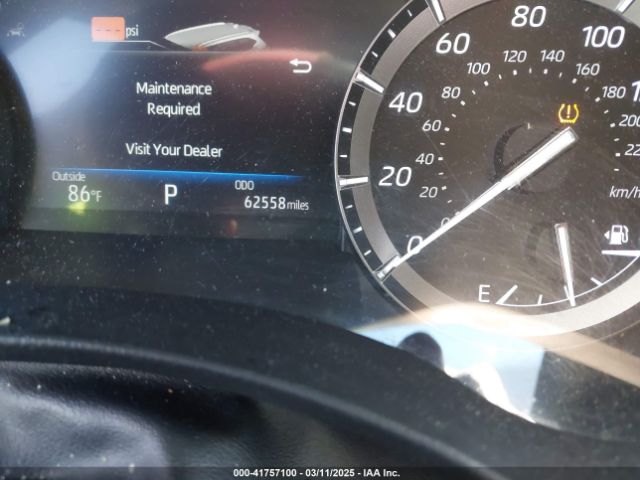 --- psi
Maintenance
Required
Visit Your Dealer
Outside
86°F
P
ODO
62558 miles
0
20
40
60
80
100
20
40
60
80
100
120
140
160
180
200
km/h
E
000-41757100 - 03/11/2025 - IAA Inc.